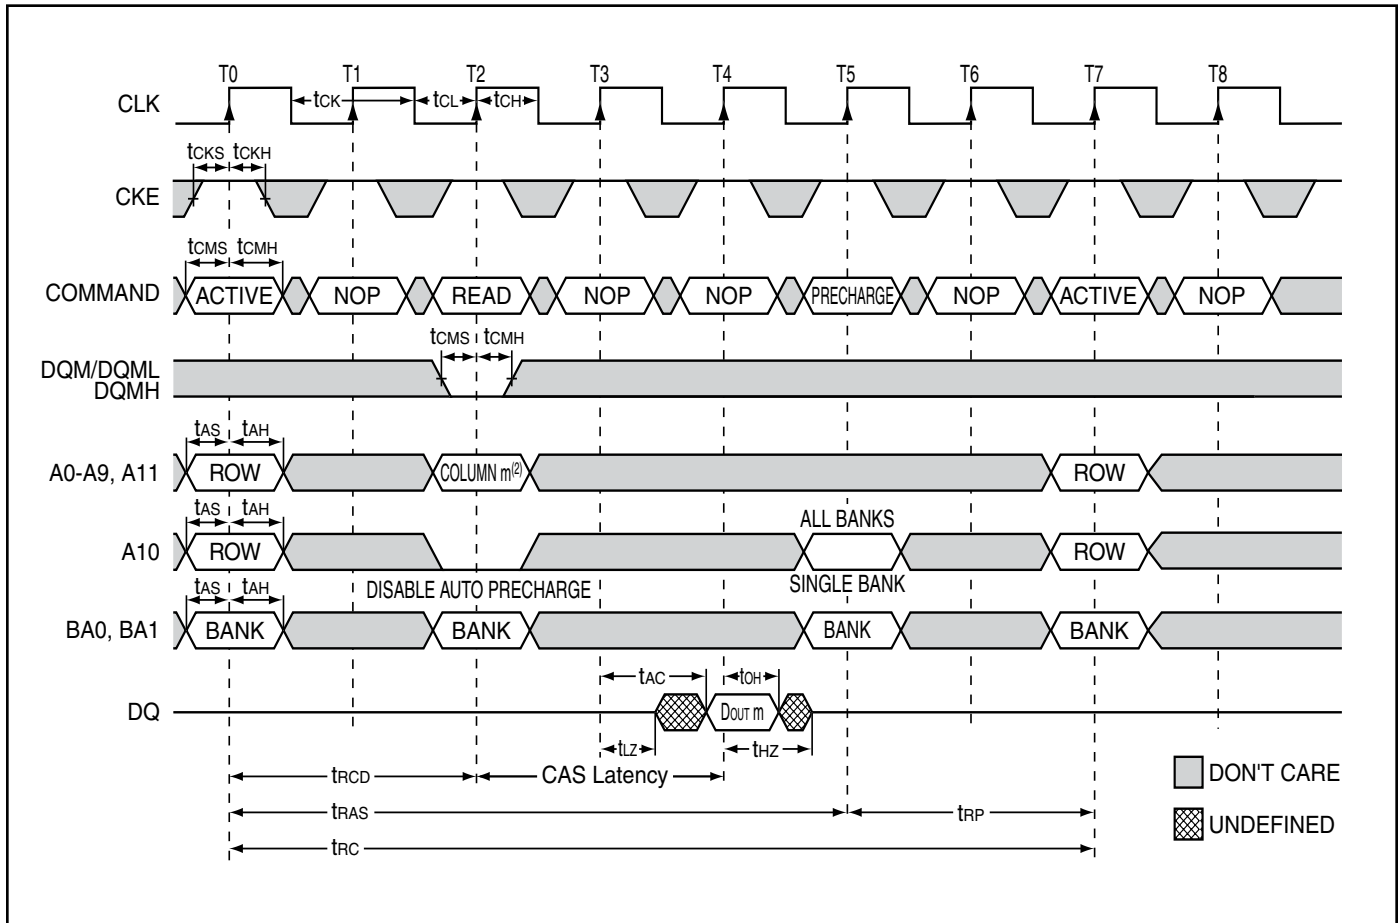 T0 T1 T2 T3 T4 T5 T6 T7 T8
CLK tCK tCL tCH
tCKS tCKH
CKE
tCMS tCMH
COMMAND ACTIVE NOP READ NOP NOP PRECHARGE NOP ACTIVE NOP
tCMS tCMH
DQM/DQML
DQMH
tAS tAH
A0-A9, A11 ROW COLUMN m(2) ROW
tAS tAH ALL BANKS
A10 ROW ROW
DISABLE AUTO PRECHARGE SINGLE BANK
tAS tAH
BA0, BA1 BANK BANK BANK BANK
tAC tOH
DQ DOUT m
tLZ tHZ
tRCD CAS Latency
DON'T CARE
tRAS tRP
UNDEFINED
tRC